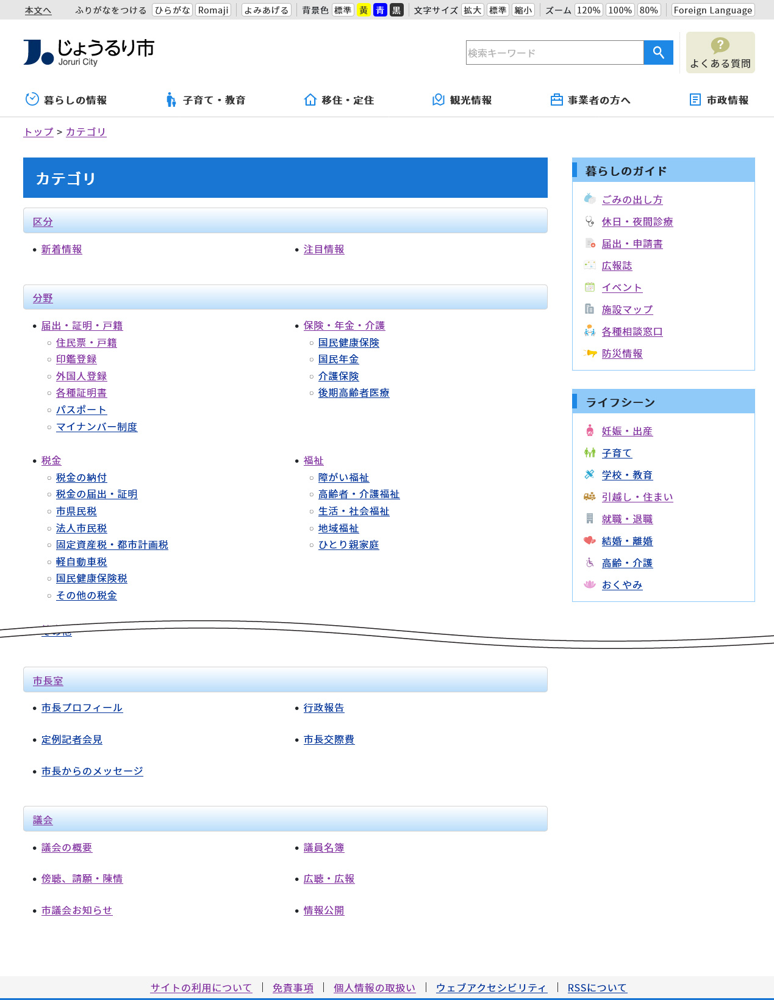 本文へ ふりがなをつける ひらがな Romaji よみあげる 背景色 標準 黄 青 黒 文字サイズ 拡大 標準 縮小 ズーム 120% 100% 80% Foreign Language
じょうるり市
Joruri City
検索キーワード
?
よくある質問
暮らしの情報 子育て・教育 移住・定住 観光情報 事業者の方へ 市政情報
トップ > カテゴリ
カテゴリ
区分
新着情報 注目情報
分野
届出・証明・戸籍
住民票・戸籍
印鑑登録
外国人登録
各種証明書
パスポート
マイナンバー制度
保険・年金・介護
国民健康保険
国民年金
介護保険
後期高齢者医療
税金
税金の納付
税金の届出・証明
市県民税
法人市民税
固定資産税・都市計画税
軽自動車税
国民健康保険税
その他の税金
福祉
障がい福祉
高齢者・介護福祉
生活・社会福祉
地域福祉
ひとり親家庭
市長室
市長プロフィール 行政報告
定例記者会見 市長交際費
市長からのメッセージ
議会
議会の概要 議員名簿
傍聴、請願・陳情 広聴・広報
市議会お知らせ 情報公開
暮らしのガイド
ごみの出し方
休日・夜間診療
届出・申請書
広報誌
イベント
施設マップ
各種相談窓口
防災情報
ライフシーン
妊娠・出産
子育て
学校・教育
引越し・住まい
就職・退職
結婚・離婚
高齢・介護
おくやみ
サイトの利用について 免責事項 個人情報の取扱い ウェブアクセシビリティ RSSについて